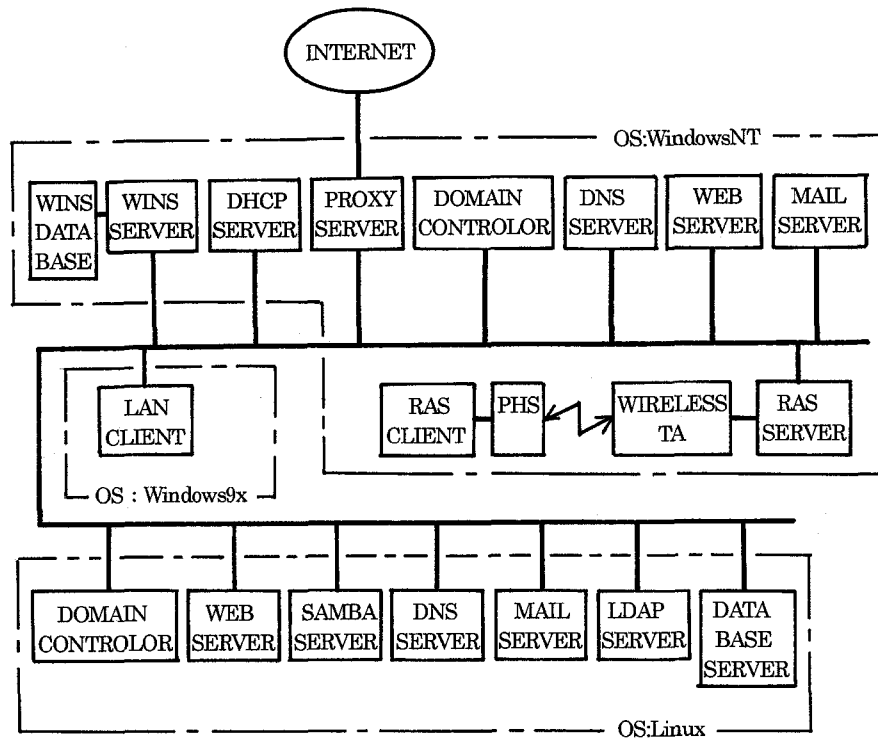 INTERNET
OS:WindowsNT
WINS
DATA
BASE
WINS
SERVER
DHCP
SERVER
PROXY
SERVER
DOMAIN
CONTROLOR
DNS
SERVER
WEB
SERVER
MAIL
SERVER
LAN
CLIENT
OS : Windows9x
RAS
CLIENT
PHS
WIRELESS
TA
RAS
SERVER
DOMAIN
CONTROLOR
WEB
SERVER
SAMBA
SERVER
DNS
SERVER
MAIL
SERVER
LDAP
SERVER
DATA
BASE
SERVER
OS:Linux